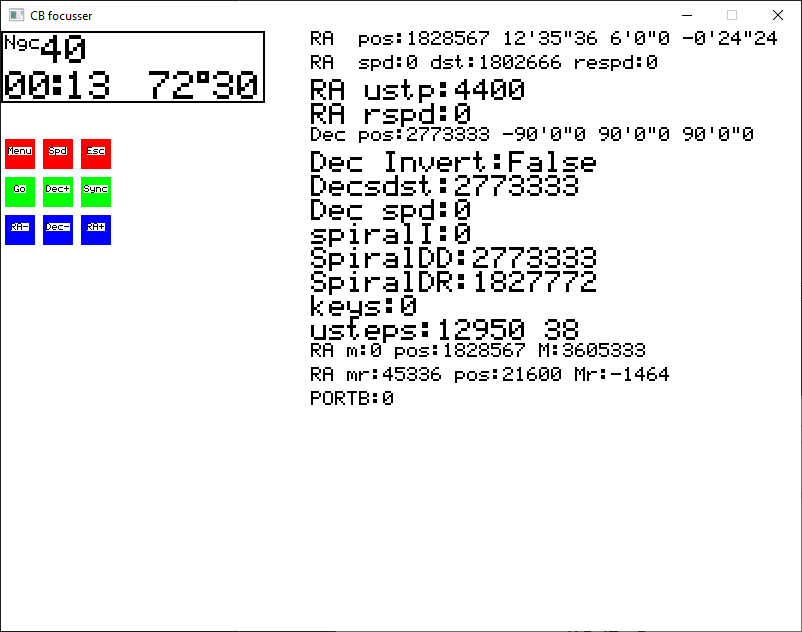 CB focusser
Ngc40
00:13 72°30
Menu Spd Esc
Go Dec+ Sync
RA- Dec- RA+
RA pos:1828567 12'35"36 6'0"0 -0'24"24
RA spd:0 dst:1802666 respd:0
RA ustp:4400
RA rspd:0
Dec pos:2773333 -90'0"0 90'0"0 90'0"0
Dec Invert:False
Decsdst:2773333
Dec spd:0
spiralI:0
SpiralDD:2773333
SpiralDR:1827772
keys:0
usteps:12950 38
RA m:0 pos:1828567 M:3605333
RA mr:45336 pos:21600 Mr:-1464
PORTB:0